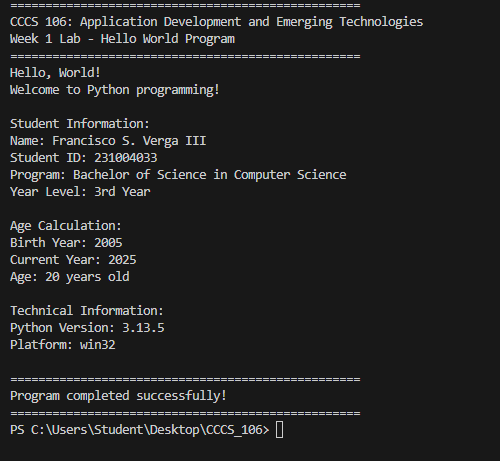 ==================================================
CCCS 106: Application Development and Emerging Technologies
Week 1 Lab - Hello World Program
==================================================
Hello, World!
Welcome to Python programming!

Student Information:
Name: Francisco S. Verga III
Student ID: 231004033
Program: Bachelor of Science in Computer Science
Year Level: 3rd Year

Age Calculation:
Birth Year: 2005
Current Year: 2025
Age: 20 years old

Technical Information:
Python Version: 3.13.5
Platform: win32

==================================================
Program completed successfully!
==================================================
PS C:\Users\Student\Desktop\CCCS_106>